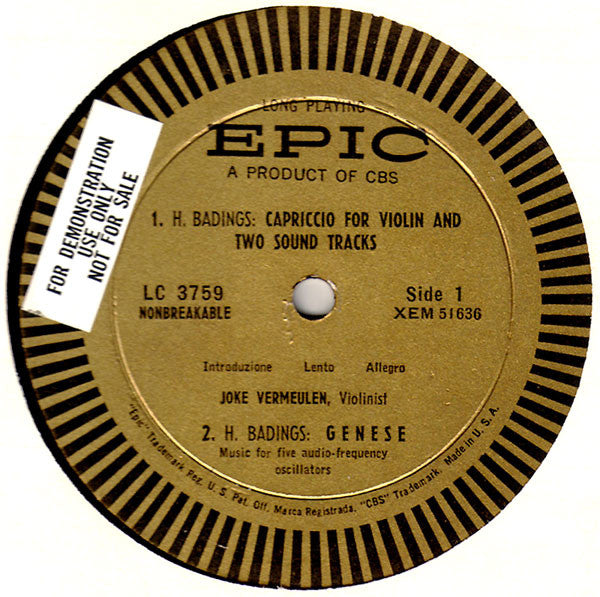 LONG PLAYING
EPIC
A PRODUCT OF CBS
FOR DEMONSTRATION
USE ONLY
NOT FOR SALE
1. H. BADINGS: CAPRICCIO FOR VIOLIN AND
TWO SOUND TRACKS
LC 3759
NONBREAKABLE
Side 1
XEM 51636
Introduzione Lento Allegro
JOKE VERMEULEN, Violinist
2. H. BADINGS: GENESE
Music for five audio-frequency
oscillators
"Epic" Trademark Reg. U. S. Pat. Off. Marca Registrada. "CBS" Trademark. Made in U. S. A.